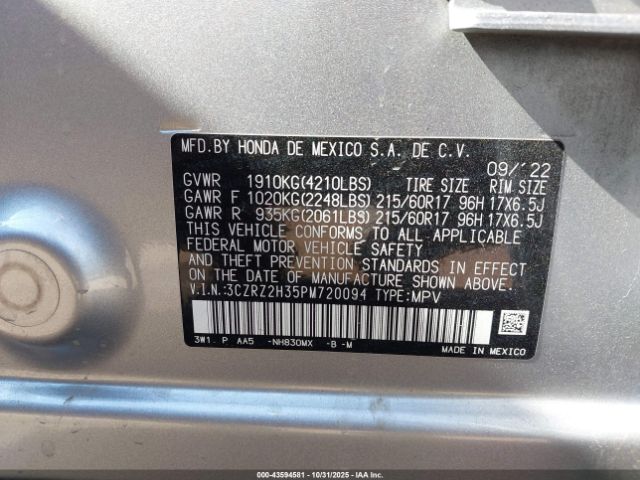 MFD.BY HONDA DE MEXICO S.A. DE C.V.
09/'22
GVWR 1910KG(4210LBS) TIRE SIZE RIM SIZE
GAWR F 1020KG(2248LBS) 215/60R17 96H 17X6.5J
GAWR R 935KG(2061LBS) 215/60R17 96H 17X6.5J
THIS VEHICLE CONFORMS TO ALL APPLICABLE
FEDERAL MOTOR VEHICLE SAFETY
AND THEFT PREVENTION STANDARDS IN EFFECT
ON THE DATE OF MANUFACTURE SHOWN ABOVE.
V.I.N.:3CZRZ2H35PM720094 TYPE:MPV
3W1. P AA5 -NH830MX -B -M
MADE IN MEXICO
000-43594581 | 10/31/2025 | IAAI.com